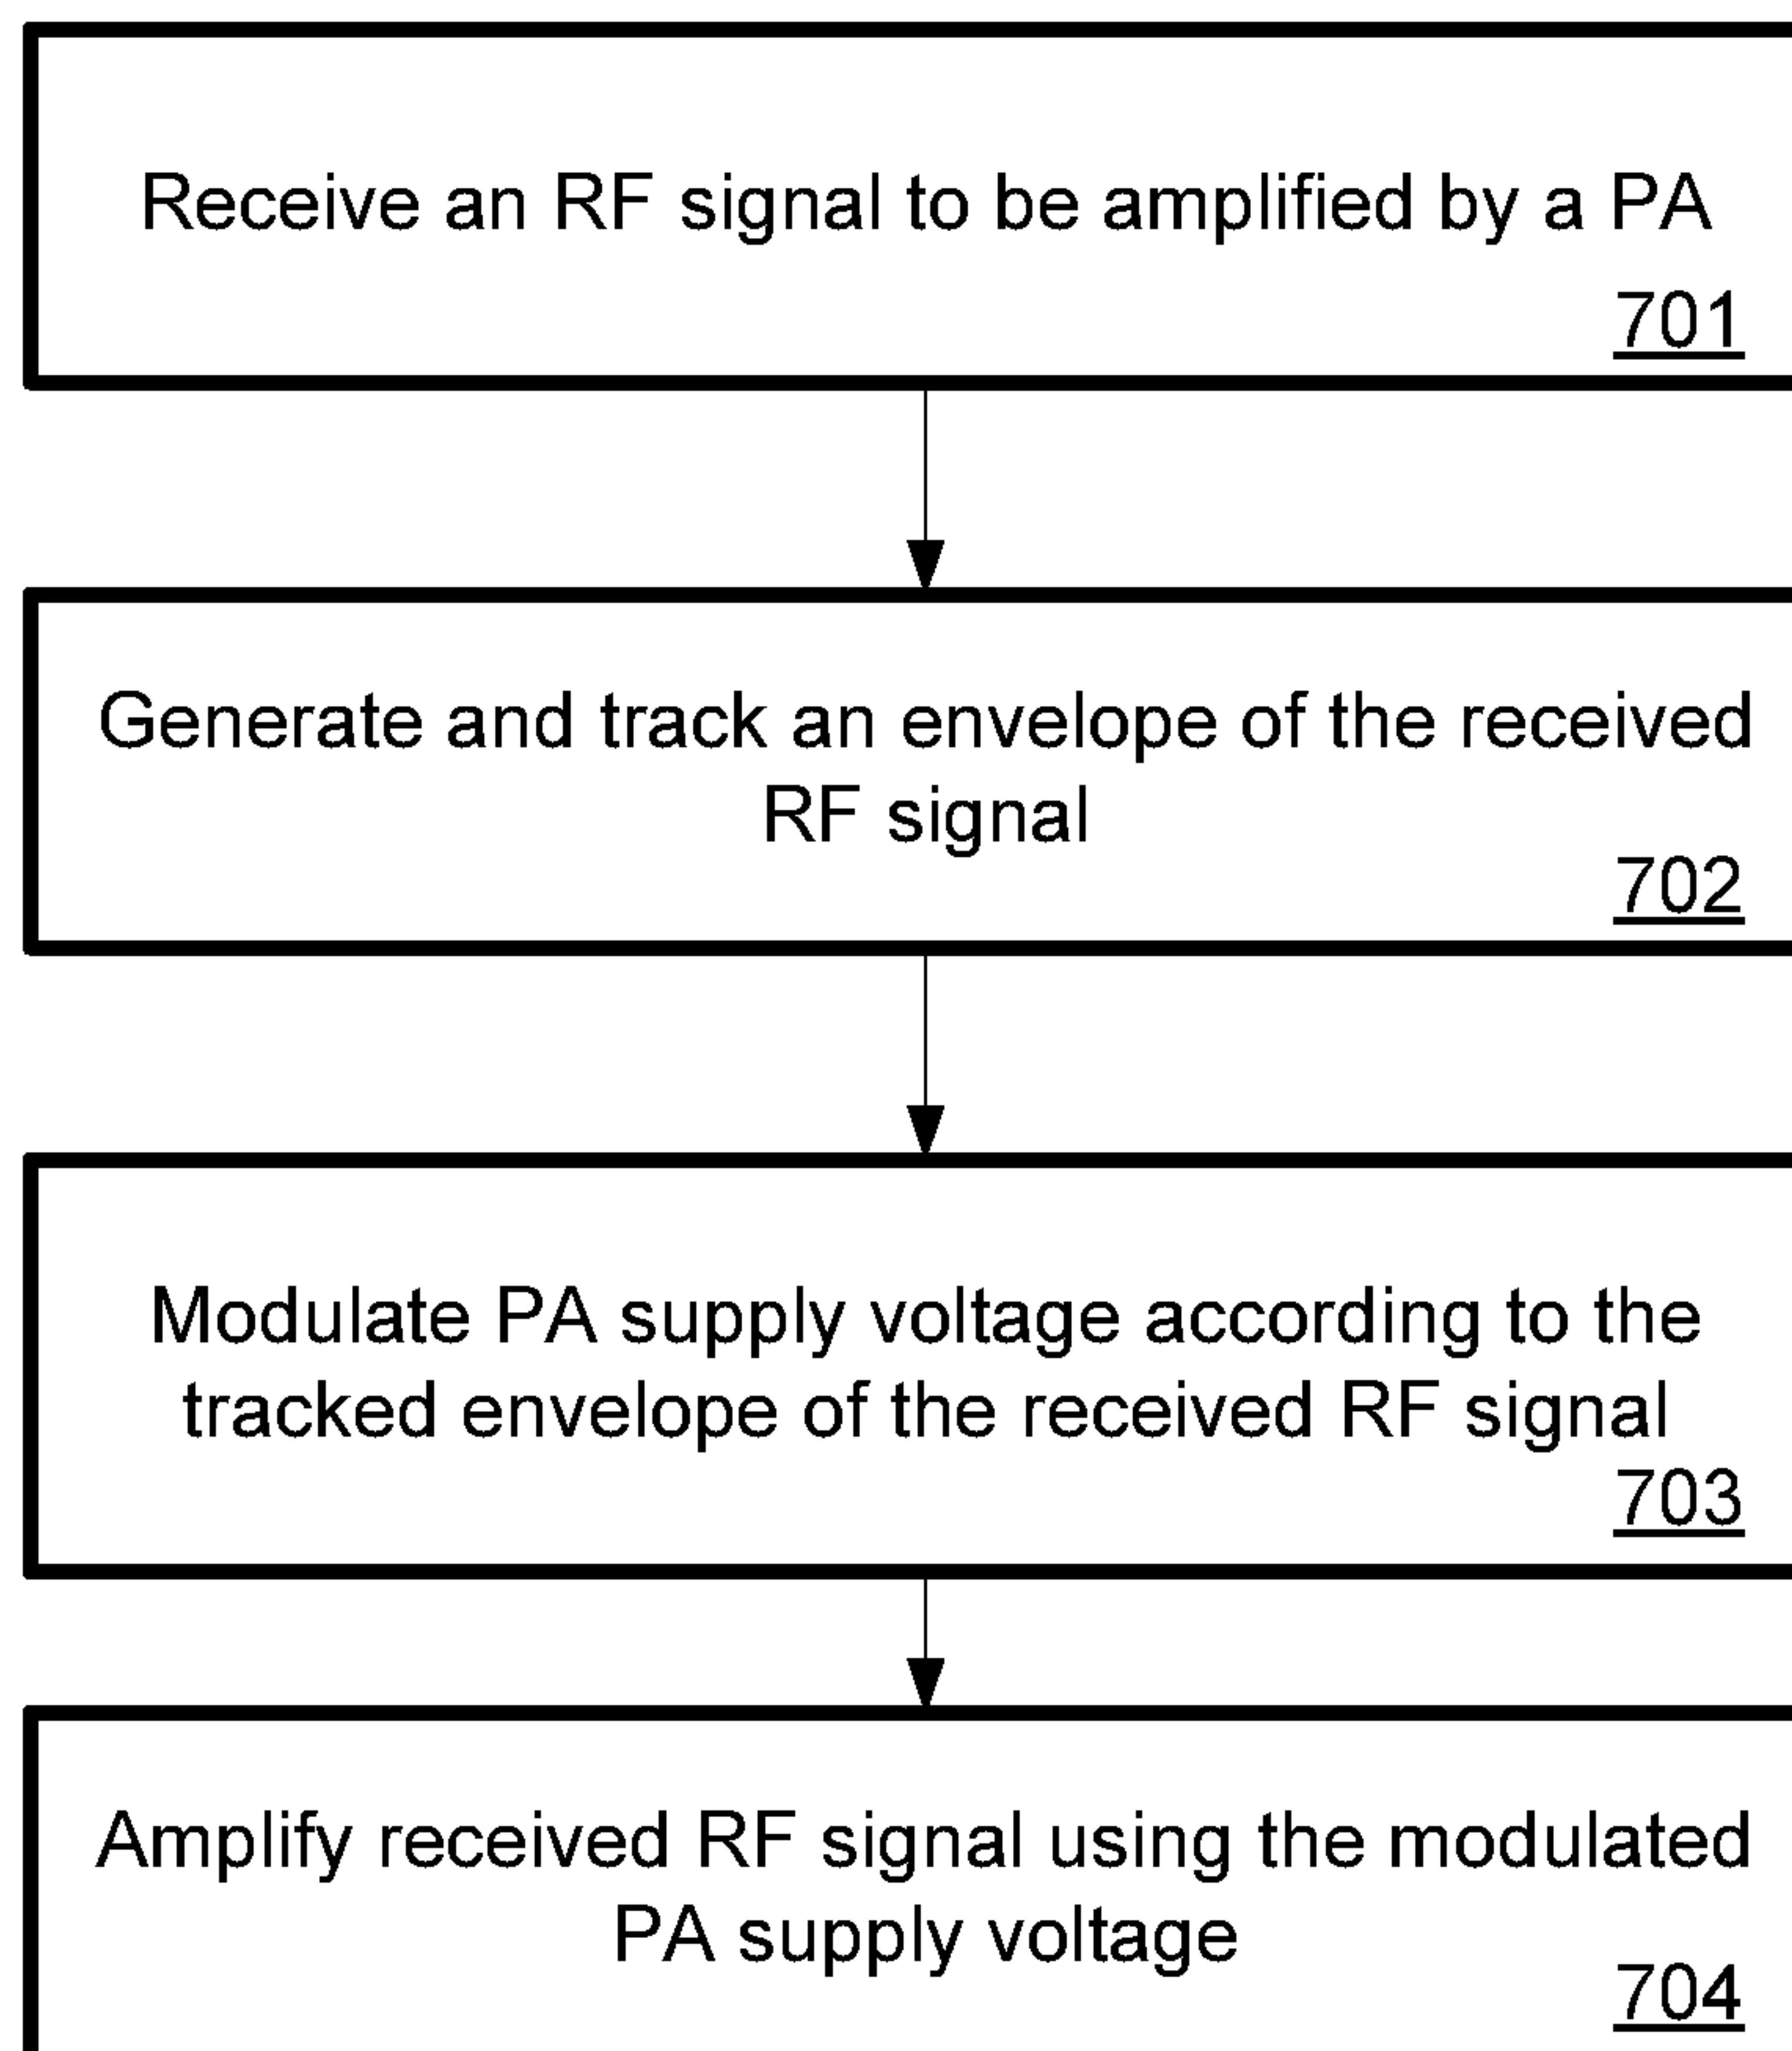 Receive an RF signal to be amplified by a PA
701
Generate and track an envelope of the received
RF signal
702
Modulate PA supply voltage according to the
tracked envelope of the received RF signal
703
Amplify received RF signal using the modulated
PA supply voltage
704